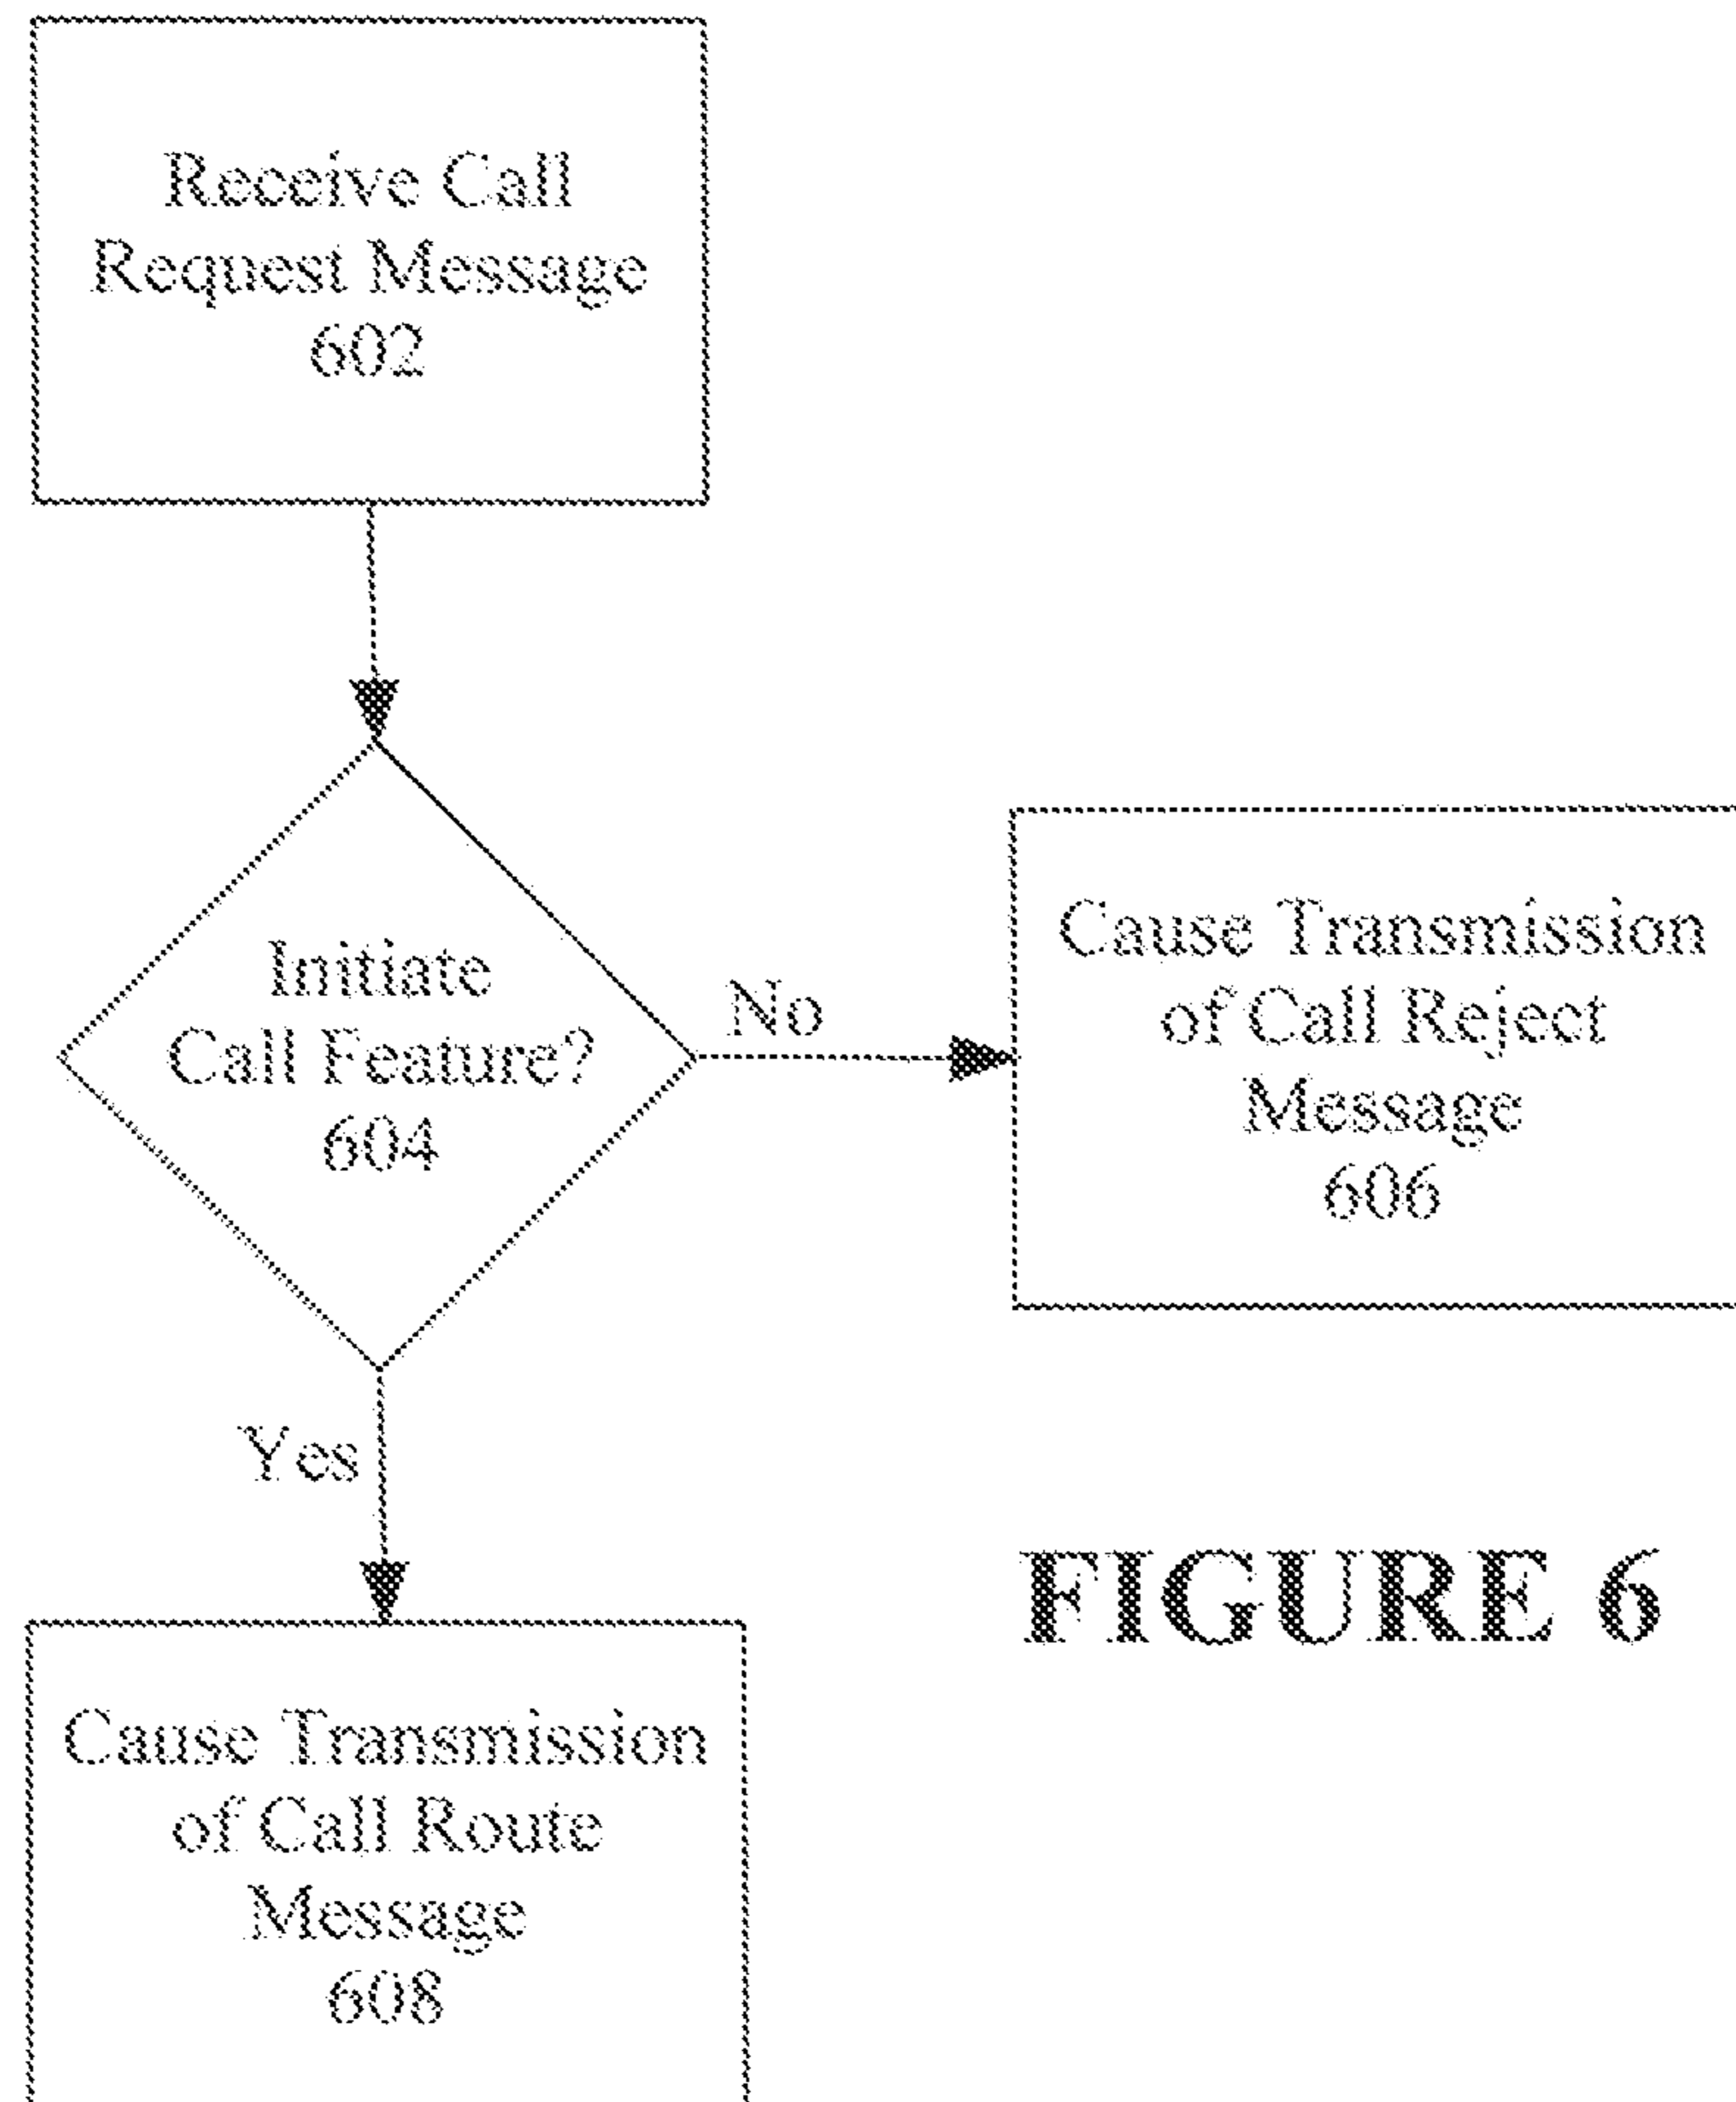 Receive Call
Request Message
602
Initiate
Call Feature?
604
No
Cause Transmission
of Call Reject
Message
606
Yes
FIGURE 6
Cause Transmission
of Call Route
Message
608